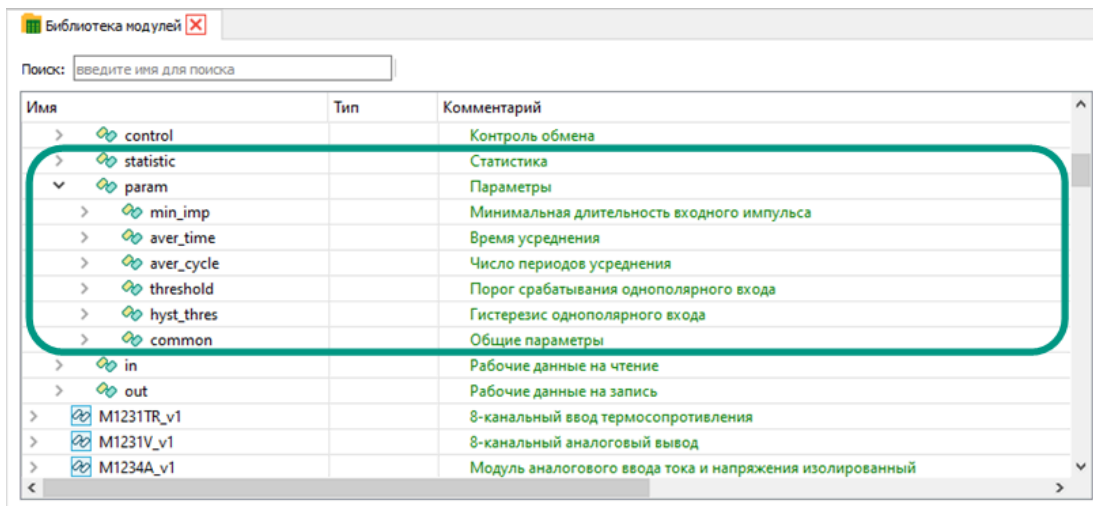 Библиотека модулей
Поиск: введите имя для поиска
Имя Тип Комментарий
control Контроль обмена
statistic Статистика
param Параметры
min_imp Минимальная длительность входного импульса
aver_time Время усреднения
aver_cycle Число периодов усреднения
threshold Порог срабатывания однополярного входа
hyst_thres Гистерезис однополярного входа
common Общие параметры
in Рабочие данные на чтение
out Рабочие данные на запись
M1231TR_v1 8-канальный ввод термосопротивления
M1231V_v1 8-канальный аналоговый вывод
M1234A_v1 Модуль аналогового ввода тока и напряжения изолированный